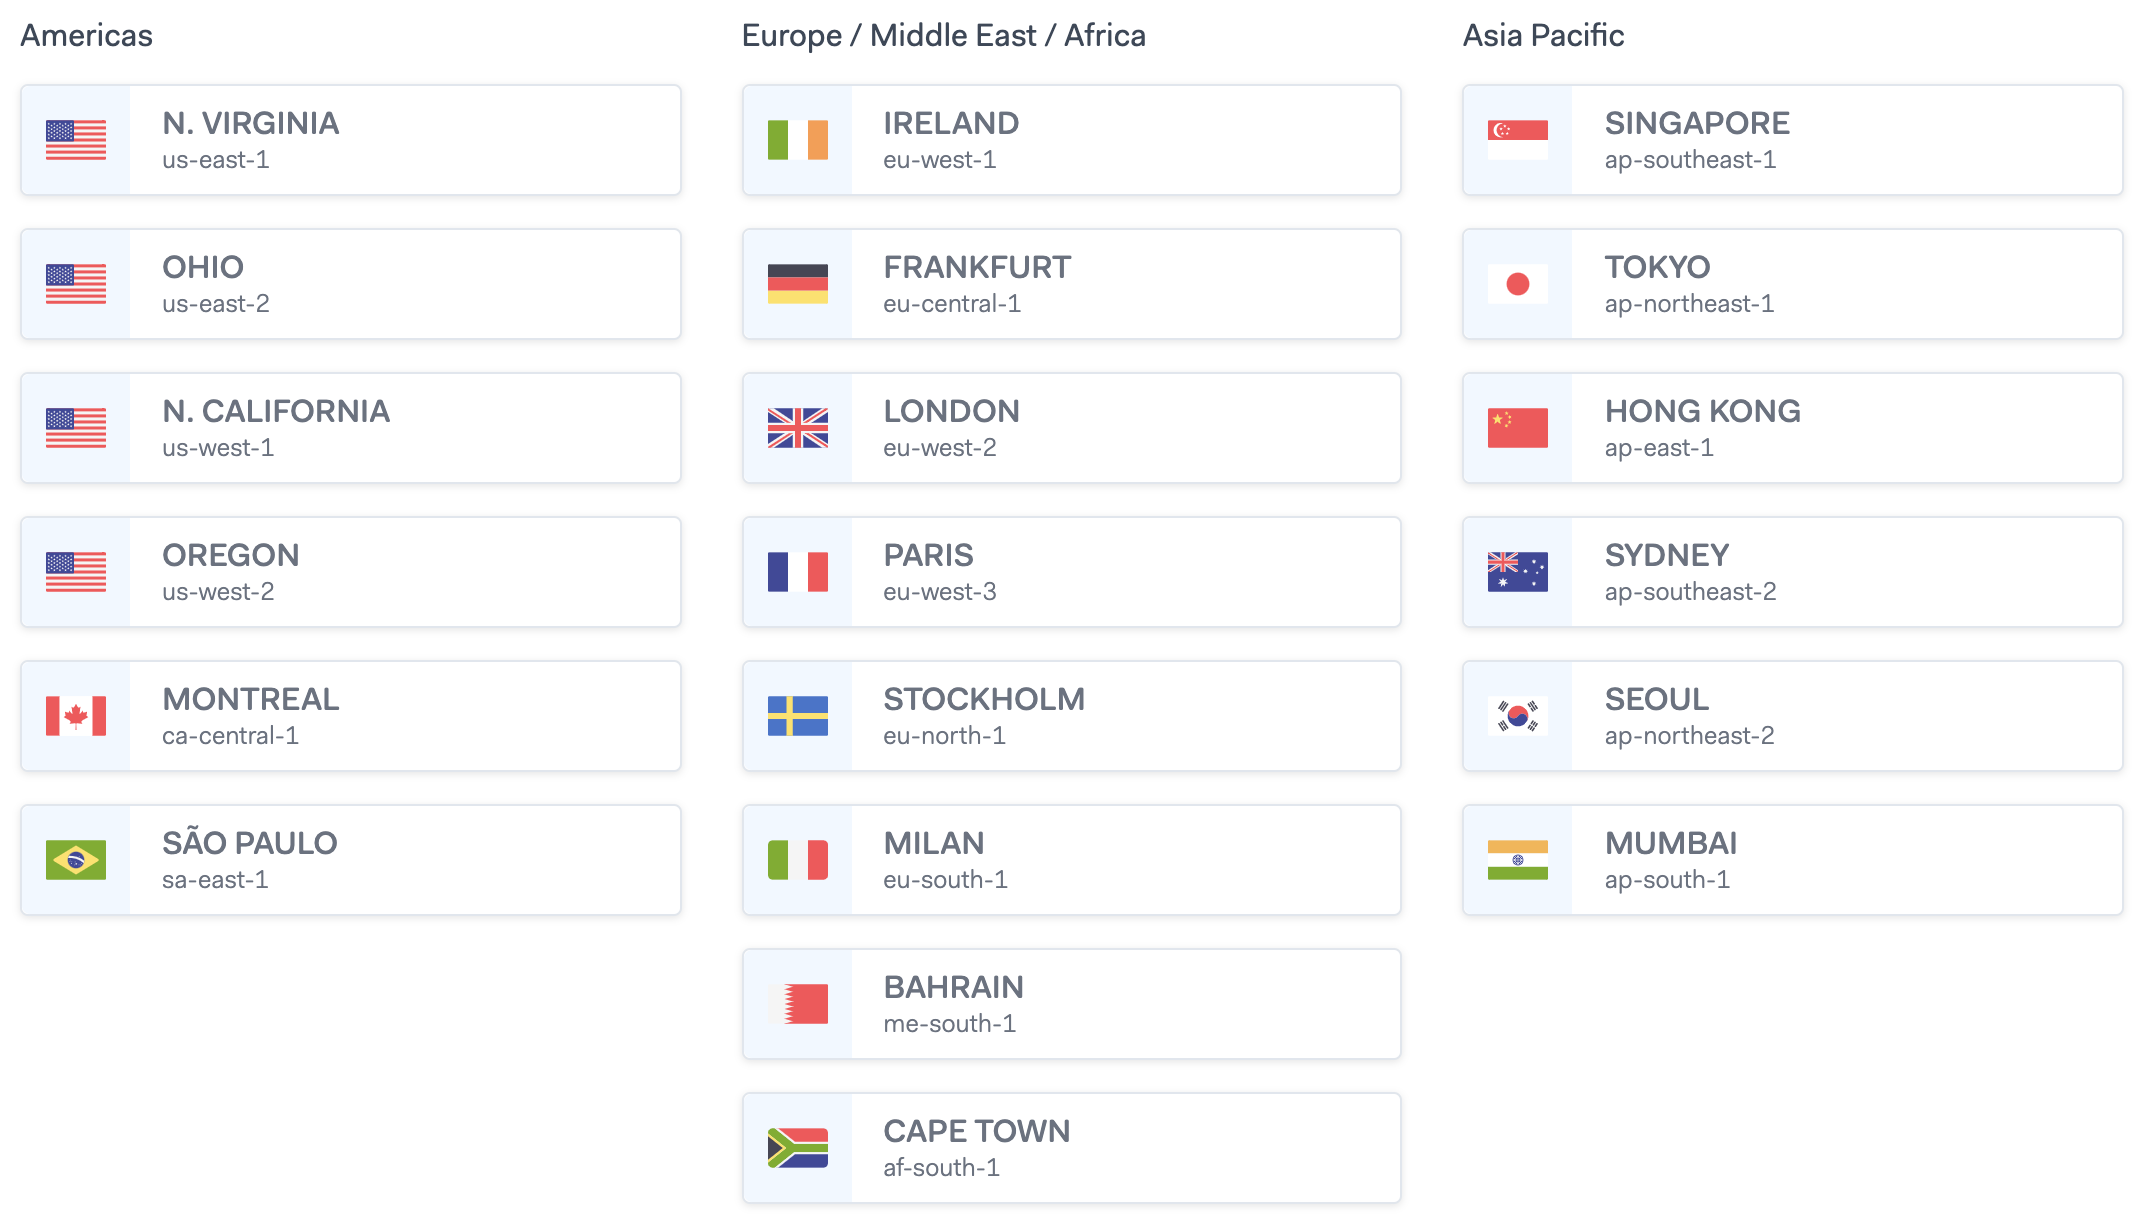 Americas
N. VIRGINIA
us-east-1
OHIO
us-east-2
N. CALIFORNIA
us-west-1
OREGON
us-west-2
MONTREAL
ca-central-1
SÃO PAULO
sa-east-1
Europe / Middle East / Africa
IRELAND
eu-west-1
FRANKFURT
eu-central-1
LONDON
eu-west-2
PARIS
eu-west-3
STOCKHOLM
eu-north-1
MILAN
eu-south-1
BAHRAIN
me-south-1
CAPE TOWN
af-south-1
Asia Pacific
SINGAPORE
ap-southeast-1
TOKYO
ap-northeast-1
HONG KONG
ap-east-1
SYDNEY
ap-southeast-2
SEOUL
ap-northeast-2
MUMBAI
ap-south-1